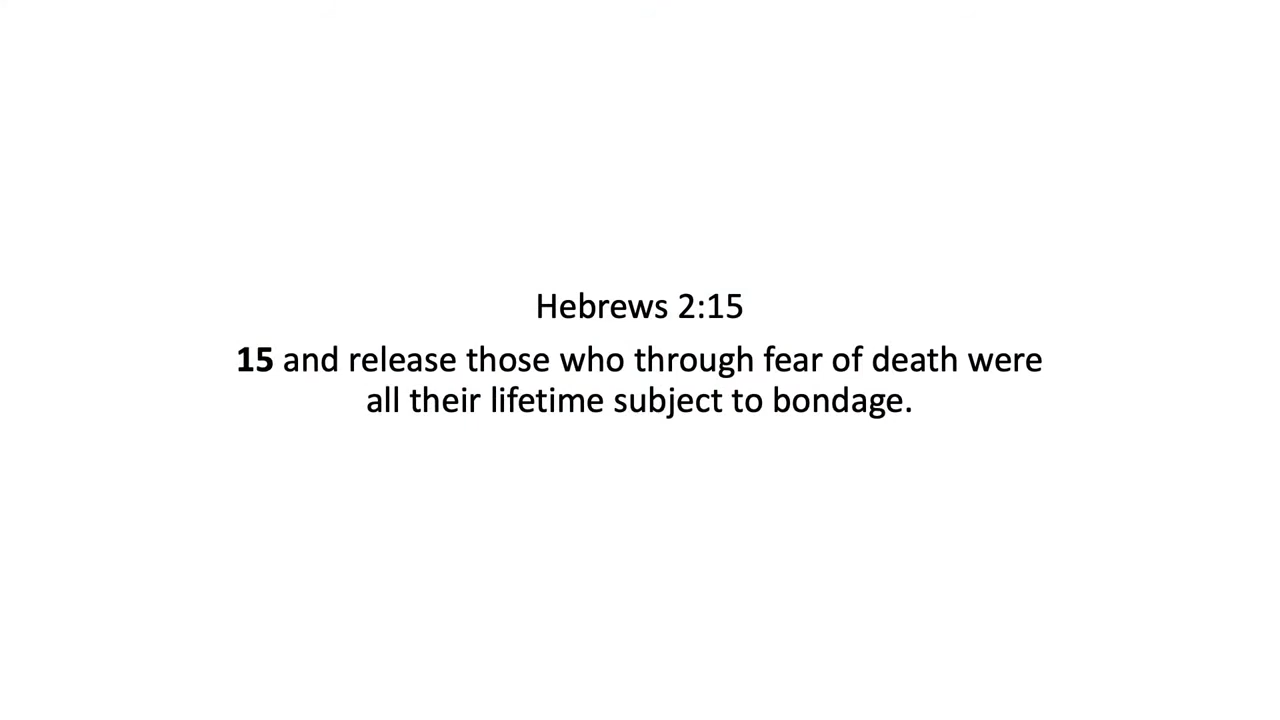 Hebrews 2:15
15 and release those who through fear of death were
all their lifetime subject to bondage.